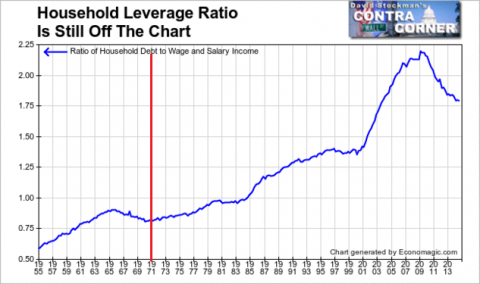 Household Leverage Ratio
Is Still Off The Chart
David Stockman's
CONTRA
CORNER
Ratio of Household Debt to Wage and Salary Income
2.25
2.00
1.75
1.50
1.25
1.00
0.75
0.50
Chart generated by Economagic.com
19 19 19 19 19 19 19 19 19 19 19 19 19 19 19 19 19 19 19 19 19 19 19 20 20 20 20 20 20 20
55 57 59 61 63 65 67 69 71 73 75 77 79 81 83 85 87 89 91 93 95 97 99 01 03 05 07 09 11 13